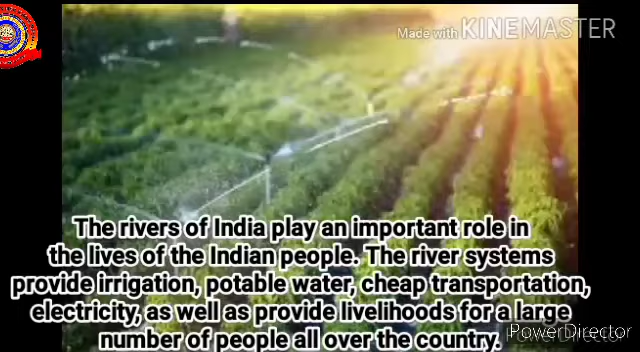 Made with KINEMASTER
The rivers of India play an important role in
the lives of the Indian people. The river systems
provide irrigation, potable water, cheap transportation,
electricity, as well as provide livelihoods for a large
number of people all over the country.
PowerDirector